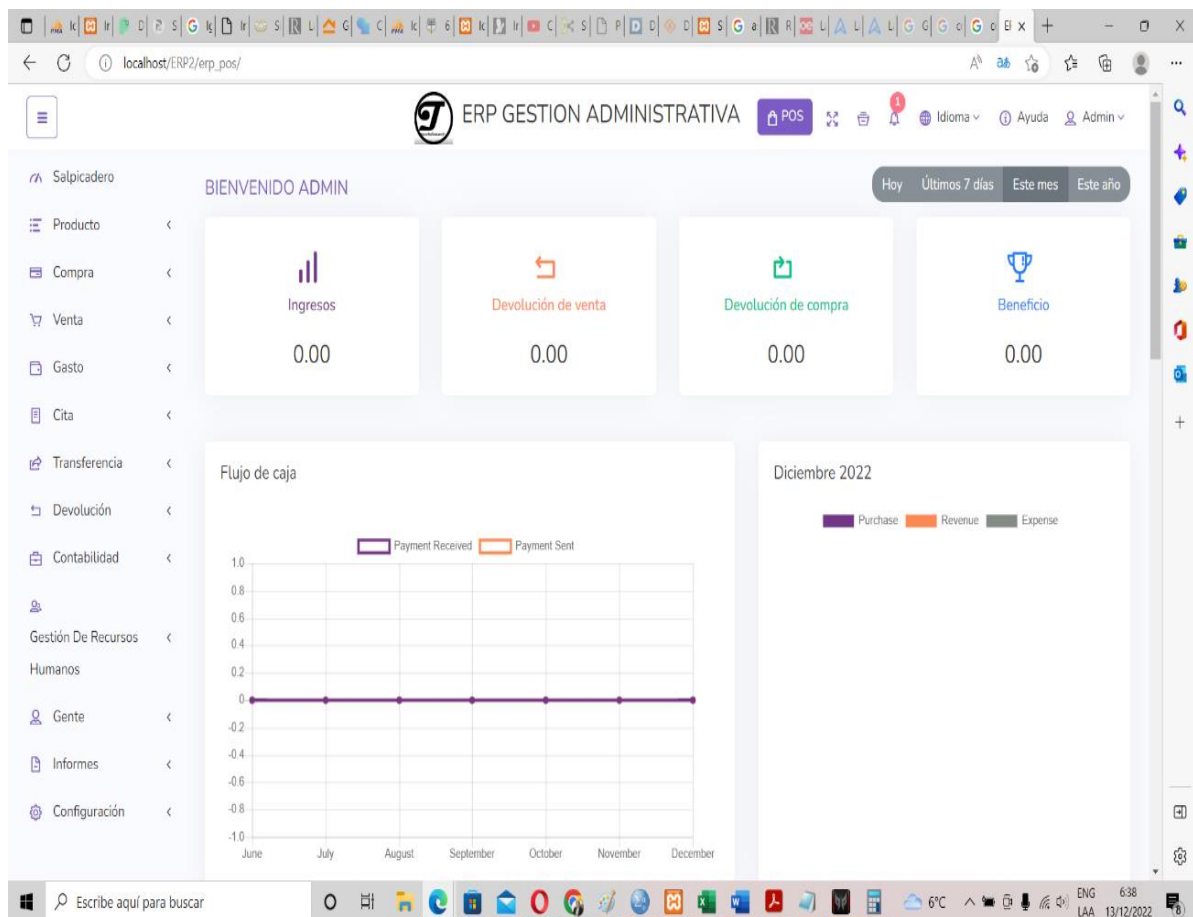 localhost/ERP2/erp_pos/
ERP GESTION ADMINISTRATIVA
POS
1
Idioma
Ayuda
Admin
Salpicadero
Producto
Compra
Venta
Gasto
Cita
Transferencia
Devolución
Contabilidad
Gestión De Recursos
Humanos
Gente
Informes
Configuración
BIENVENIDO ADMIN
Hoy
Últimos 7 días
Este mes
Este año
Ingresos
0.00
Devolución de venta
0.00
Devolución de compra
0.00
Beneficio
0.00
Flujo de caja
Payment Received
Payment Sent
1.0
0.8
0.6
0.4
0.2
0
-0.2
-0.4
-0.6
-0.8
-1.0
June
July
August
September
October
November
December
Diciembre 2022
Purchase
Revenue
Expense
Escribe aquí para buscar
6°C
ENG
LAA
6:38
13/12/2022